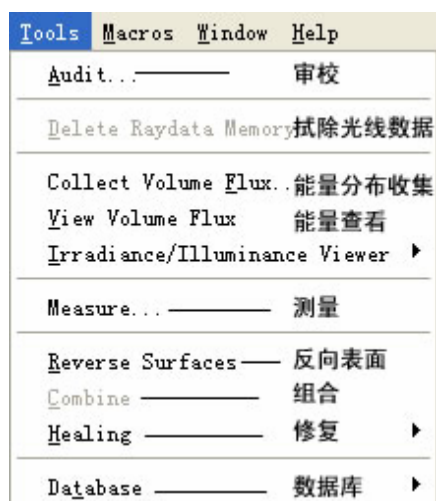 Tools Macros Window Help
Audit... 审校
Delete Raydata Memory 拭除光线数据
Collect Volume Flux.. 能量分布收集
View Volume Flux 能量查看
Irradiance/Illuminance Viewer
Measure... 测量
Reverse Surfaces 反向表面
Combine 组合
Healing 修复
Database 数据库